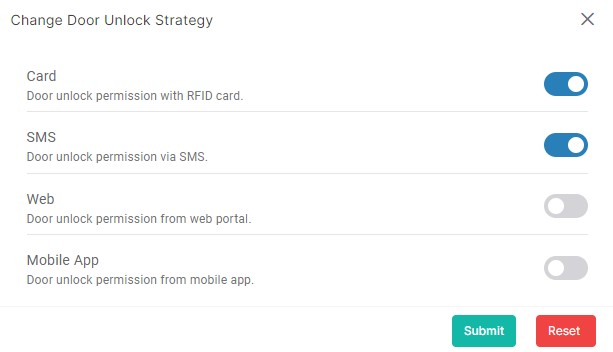 Change Door Unlock Strategy
Card
Door unlock permission with RFID card.
SMS
Door unlock permission via SMS.
Web
Door unlock permission from web portal.
Mobile App
Door unlock permission from mobile app.
Submit Reset